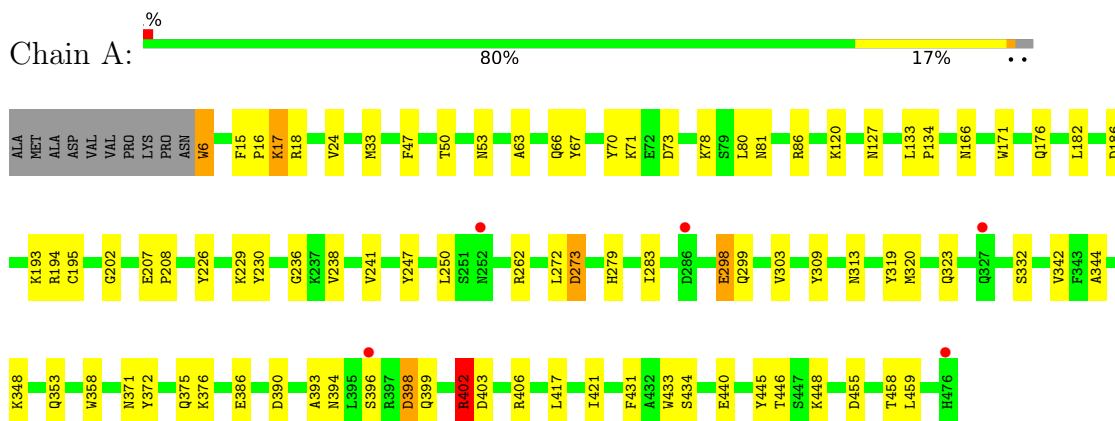 .%
Chain A:
80% 17% ..
ALA MET ALA ASP VAL VAL PRO LYS PRO ASN W6 F15 P16 K17 R18 V24 M33 F47 T50 N53 A63 Q66 Y67 Y70 K71 E72 D73 K78 S79 L80 N81 R86 K120 N127 L133 P134 N166 W171 Q176 L182
K193 R194 C195 G202 E207 P208 Y226 K229 Y230 G236 K237 V238 V241 Y247 L250 S251 N252 R262 L272 D273 H279 I283 D286 E298 Q299 V303 Y309 N313 Y319 M320 Q323 Q327 S332 V342 F343 A344
K348 Q353 W358 N371 Y372 Q375 K376 E386 D390 A393 N394 L395 S396 R397 D398 Q399 R402 D403 R406 L417 I421 F431 A432 W433 S434 E440 Y445 T446 S447 K448 D455 T458 L459 H476